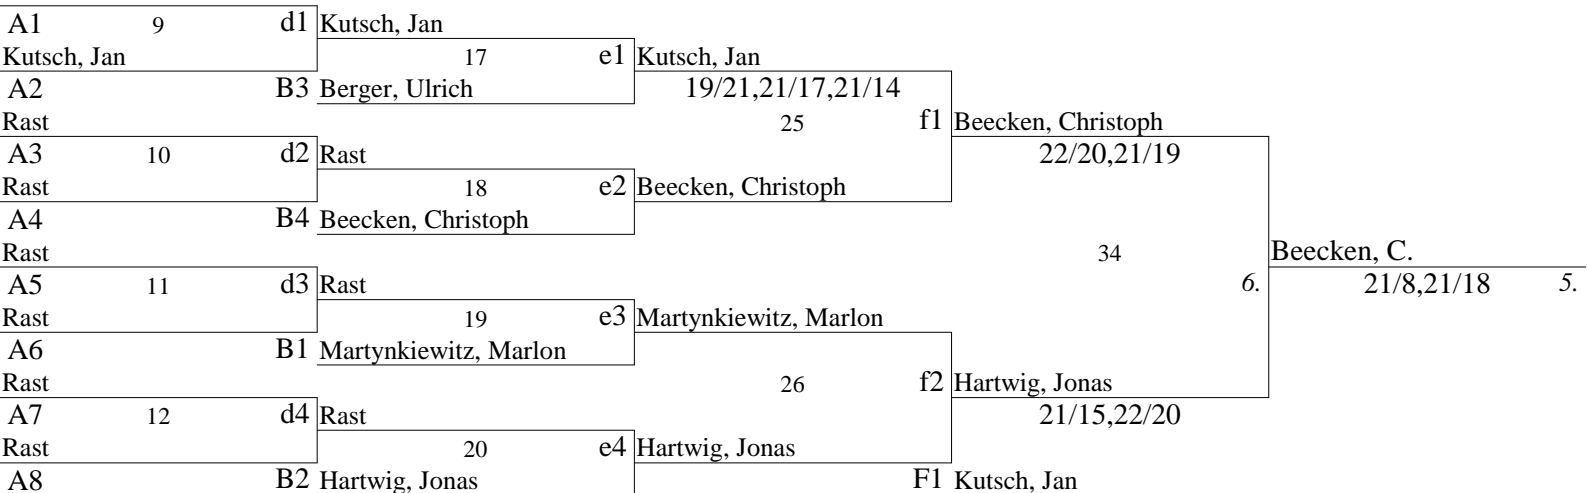 A1 9 d1 Kutsch, Jan
Kutsch, Jan 17 e1 Kutsch, Jan
A2 B3 Berger, Ulrich 19/21,21/17,21/14
Rast 25 f1 Beecken, Christoph
A3 10 d2 Rast 22/20,21/19
Rast 18 e2 Beecken, Christoph
A4 B4 Beecken, Christoph
Rast 34 Beecken, C.
A5 11 d3 Rast 6. 21/8,21/18 5.
Rast 19 e3 Martynkiewitz, Marlon
A6 B1 Martynkiewitz, Marlon
Rast 26 f2 Hartwig, Jonas
A7 12 d4 Rast 21/15,22/20
Rast 20 e4 Hartwig, Jonas
A8 B2 Hartwig, Jonas F1 Kutsch, Jan